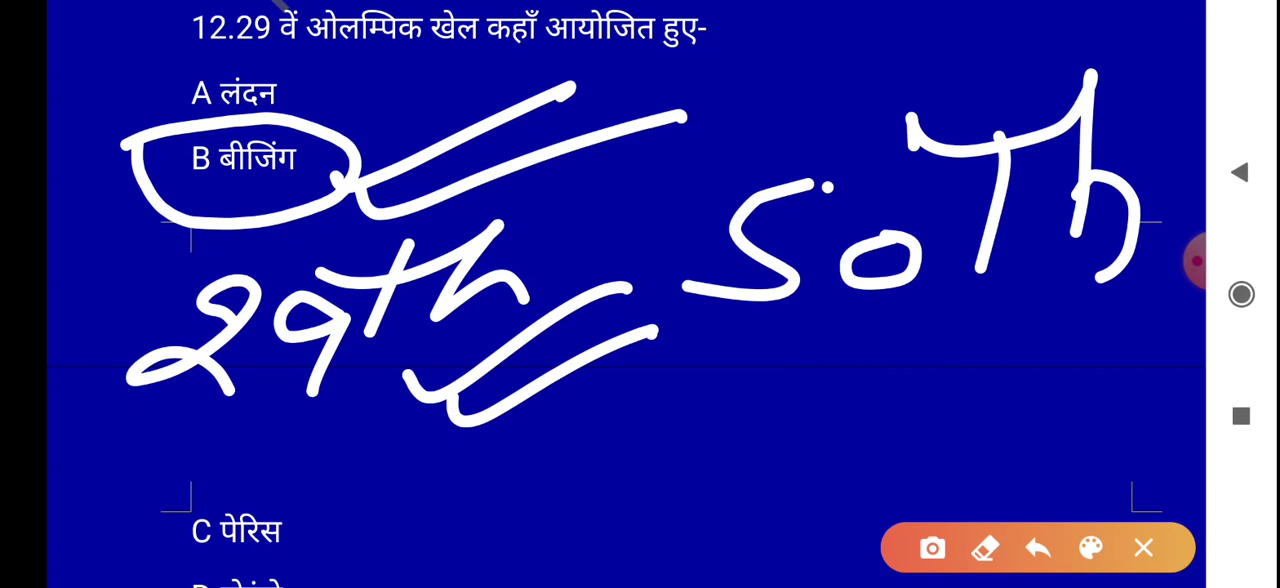 12.29 वें ओलम्पिक खेल कहाँ आयोजित हुए-
A लंदन
B बीजिंग
29th
50Th
C पेरिस